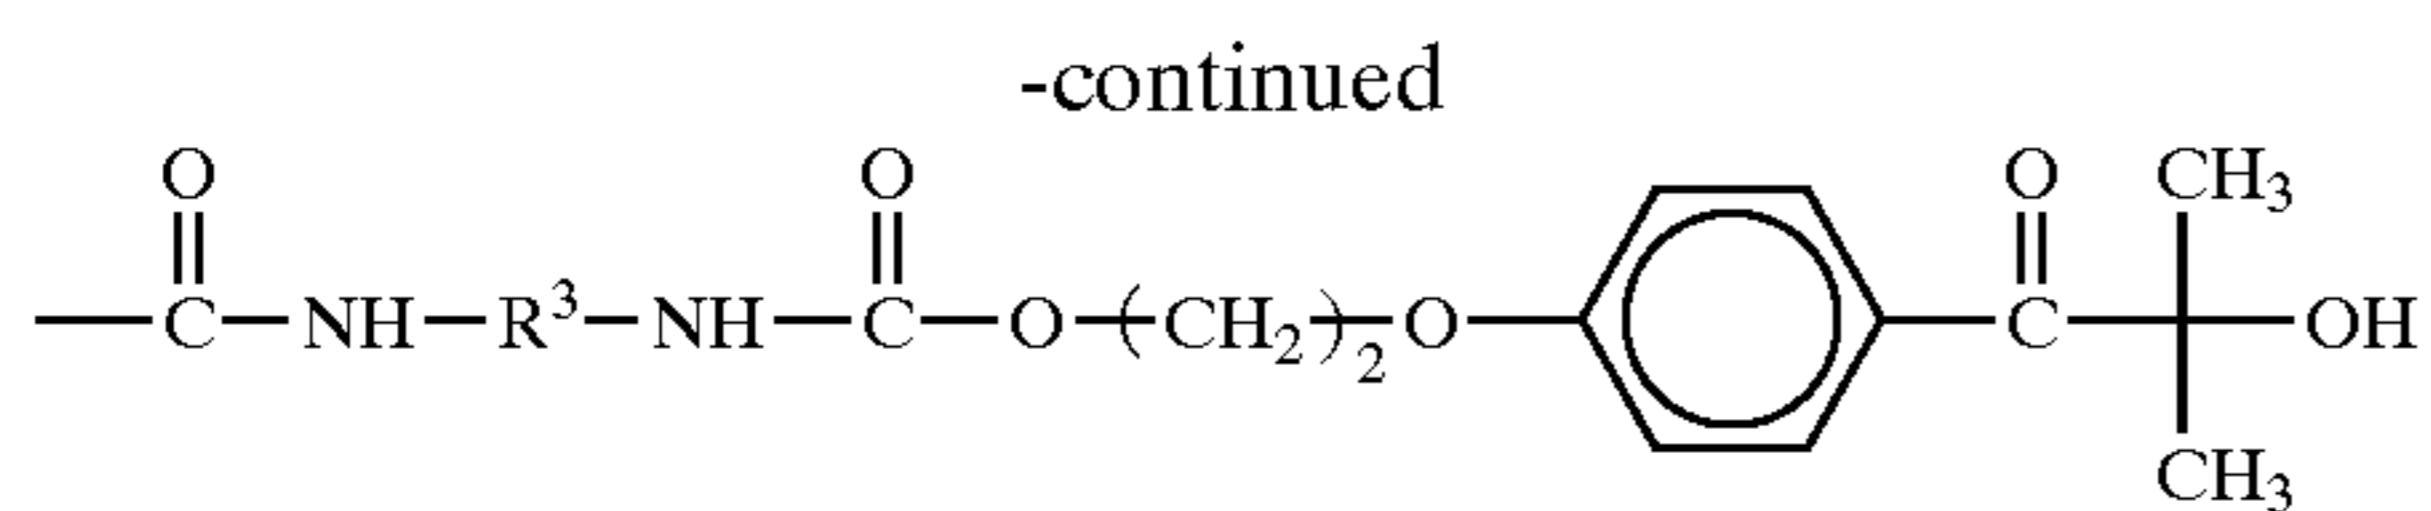 -continued
O O O CH3
C NH R3 NH C O (CH2)2 O C OH
CH3